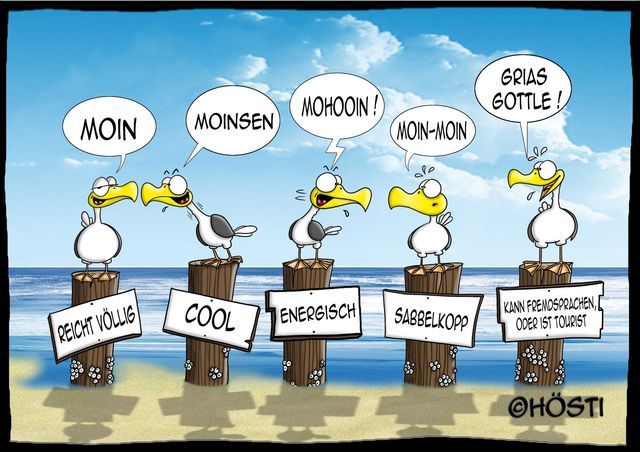 MOIN
MOINSEN
MOHOOIN !
MOIN-MOIN
GRIAS
GOTTLE !
REICHT VÖLLIG
COOL
ENERGISCH
SABBELKOPP
KANN FREMDSPRACHEN,
ODER IST TOURIST
©HÖSTI